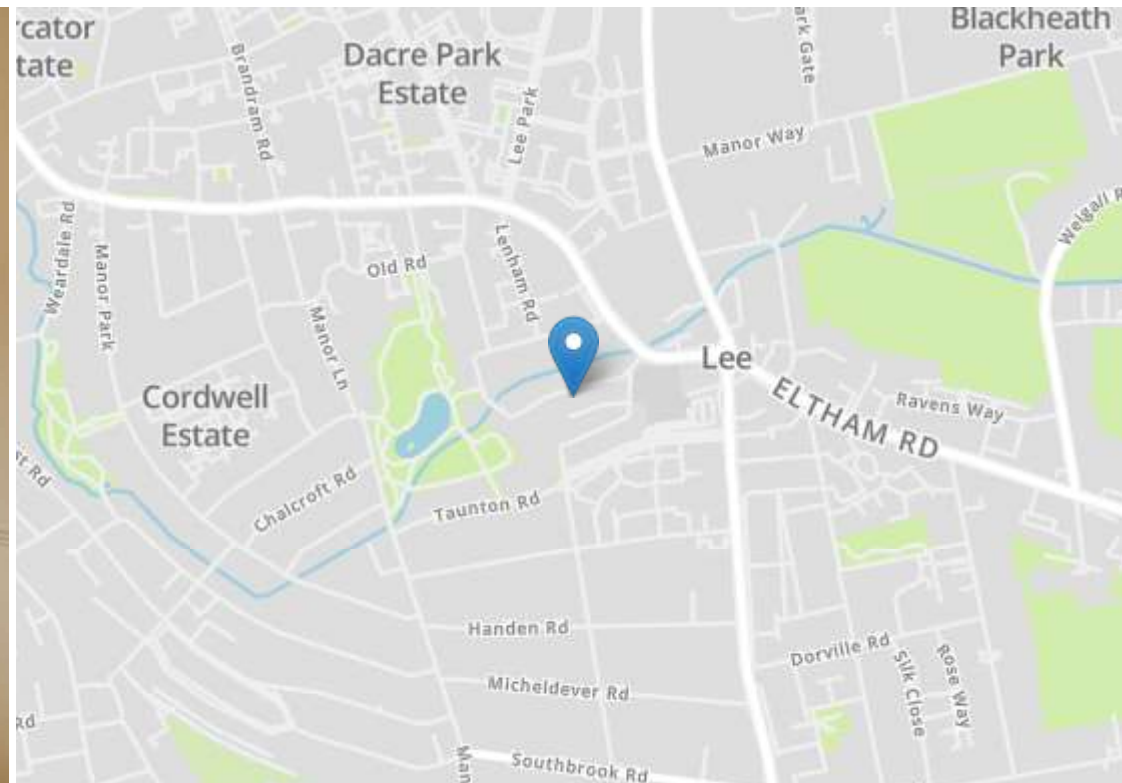 rcator
tate
Dacre Park
Estate
Blackheath
Park
Brandram Rd
Lee Park
ark Gate
Manor Way
Weigall R
Weardale Rd
Manor Park
Old Rd
Lenham Rd
Manor Ln
Lee
Cordwell
Estate
ELTHAM RD
Ravens Way
st Rd
Chalcroft Rd
Taunton Rd
Handen Rd
Dorville Rd
Silk Close
Rose Way
Micheldever Rd
Rd
Man
Southbrook Rd